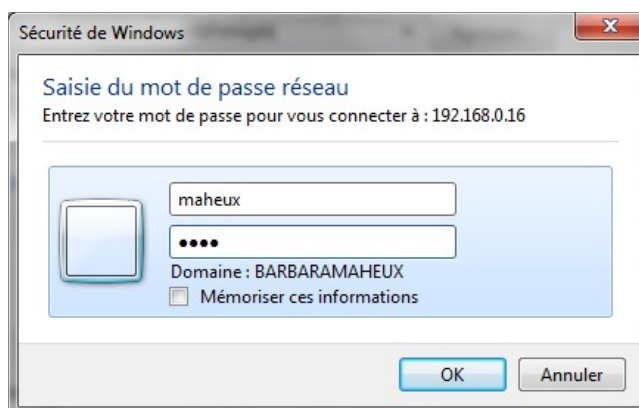 Sécurité de Windows
Saisie du mot de passe réseau
Entrez votre mot de passe pour vous connecter à : 192.168.0.16
maheux
••••
Domaine : BARBARAMAHEUX
Mémoriser ces informations
OK
Annuler